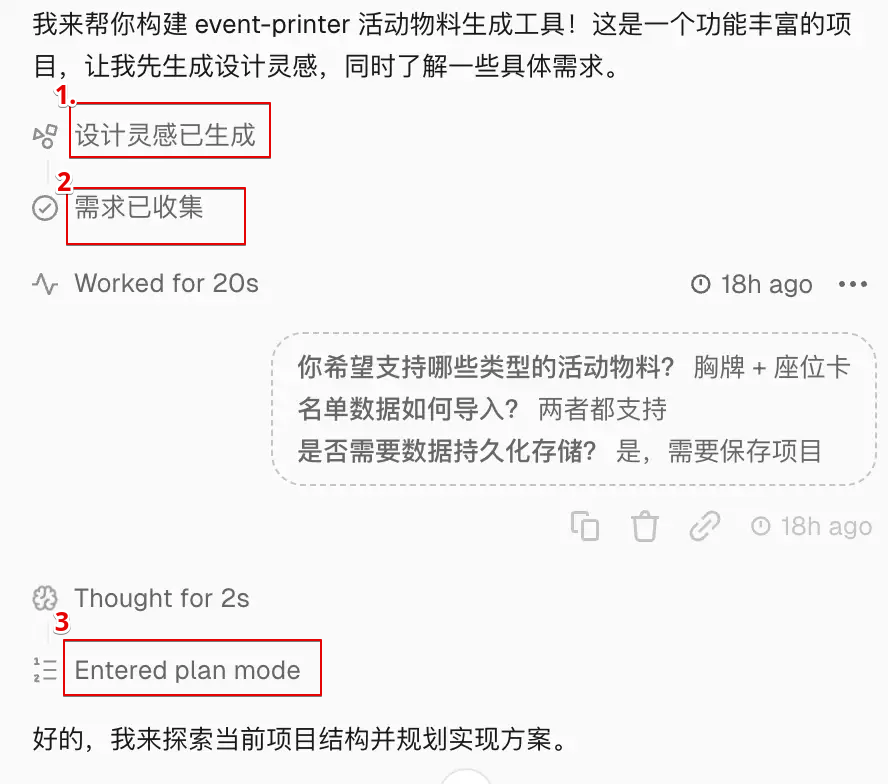 我来帮你构建 event-printer 活动物料生成工具！这是一个功能丰富的项
目，让我先生成设计灵感，同时了解一些具体需求。
1.
设计灵感已生成
2
需求已收集
Worked for 20s
18h ago
你希望支持哪些类型的活动物料？ 胸牌 + 座位卡
名单数据如何导入？ 两者都支持
是否需要数据持久化存储？ 是，需要保存项目
18h ago
Thought for 2s
3
Entered plan mode
好的，我来探索当前项目结构并规划实现方案。